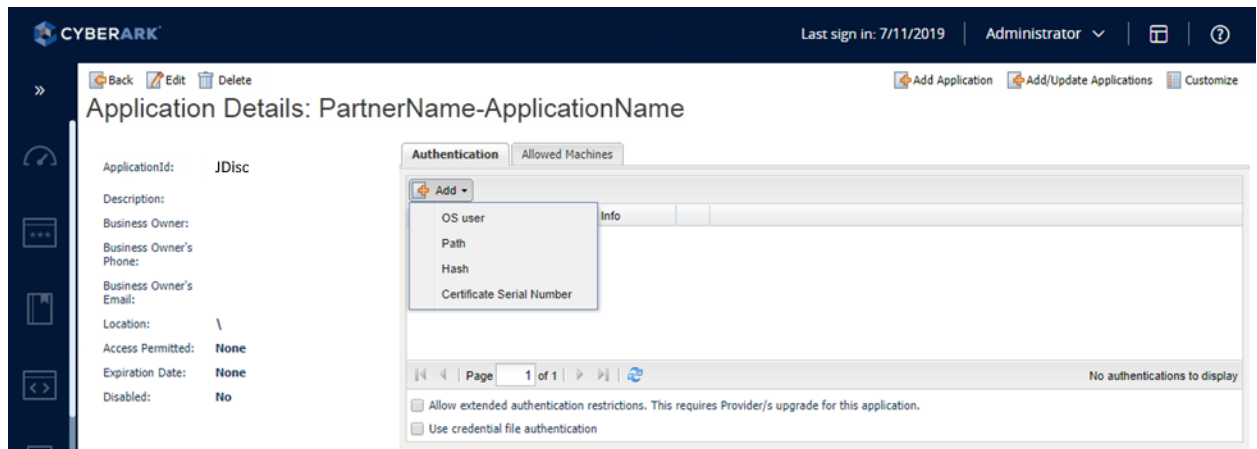 CYBERARK
Last sign in: 7/11/2019
Administrator
Back Edit Delete
Add Application Add/Update Applications Customize
Application Details: PartnerName-ApplicationName
ApplicationId: JDisc
Description:
Business Owner:
Business Owner's
Phone:
Business Owner's
Email:
Location: \
Access Permitted: None
Expiration Date: None
Disabled: No
Authentication Allowed Machines
Add
Info
OS user
Path
Hash
Certificate Serial Number
Page 1 of 1
No authentications to display
Allow extended authentication restrictions. This requires Provider/s upgrade for this application.
Use credential file authentication